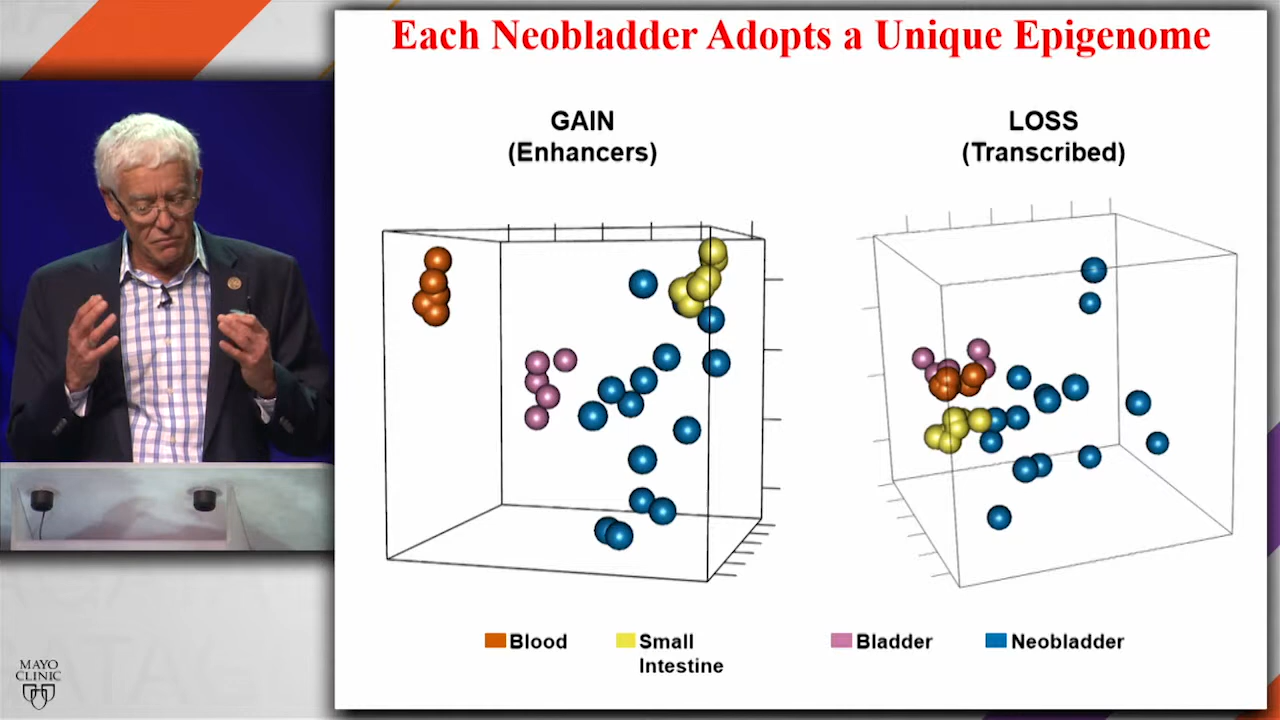 Each Neobladder Adopts a Unique Epigenome
GAIN
(Enhancers)
LOSS
(Transcribed)
Blood
Small
Intestine
Bladder
Neobladder
MAYO
CLINIC